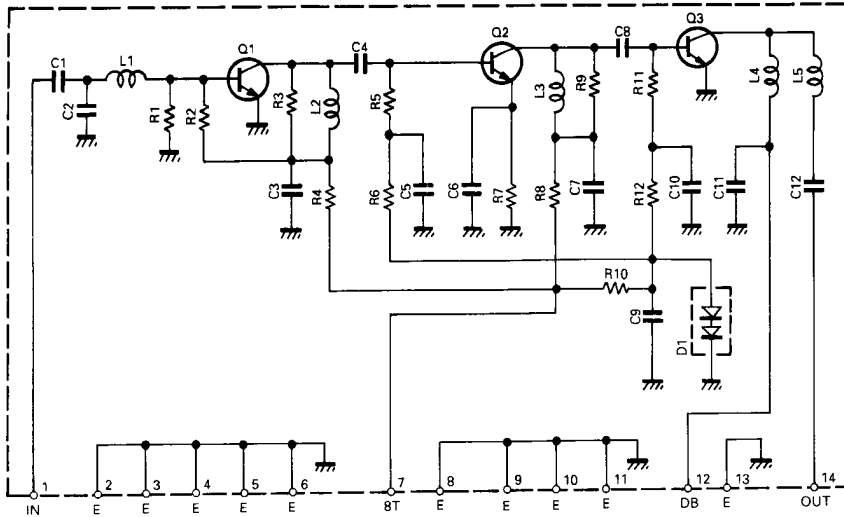 C1
L1
Q1
C4
Q2
C8
Q3
C2
R1
R2
R3
L2
R5
L3
R9
R11
L4
L5
C3
R4
R6
C5
C6
R7
R8
C7
R12
C10
C11
C12
R10
C9
D1
1 2 3 4 5 6 7 8 9 10 11 12 13 14
IN E E E E E 8T E E E E DB E OUT